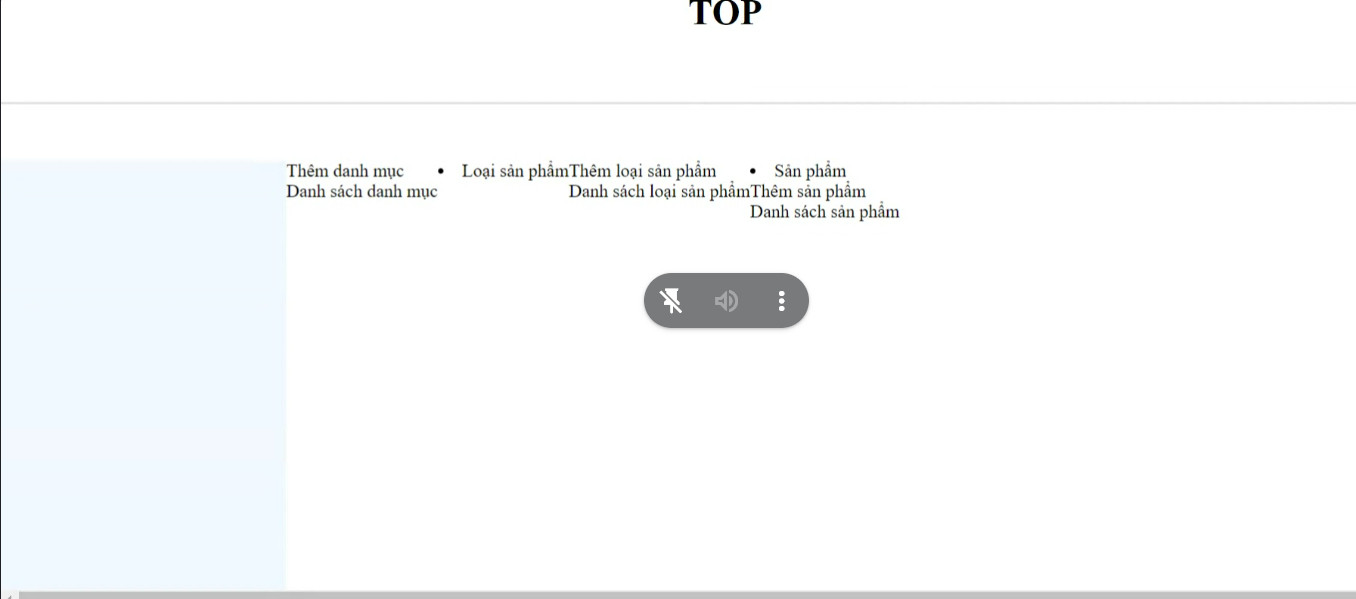 TOP
Thêm danh mục
Danh sách danh mục
• Loại sản phẩm
Thêm loại sản phẩm
Danh sách loại sản phẩm
• Sản phẩm
Thêm sản phẩm
Danh sách sản phẩm